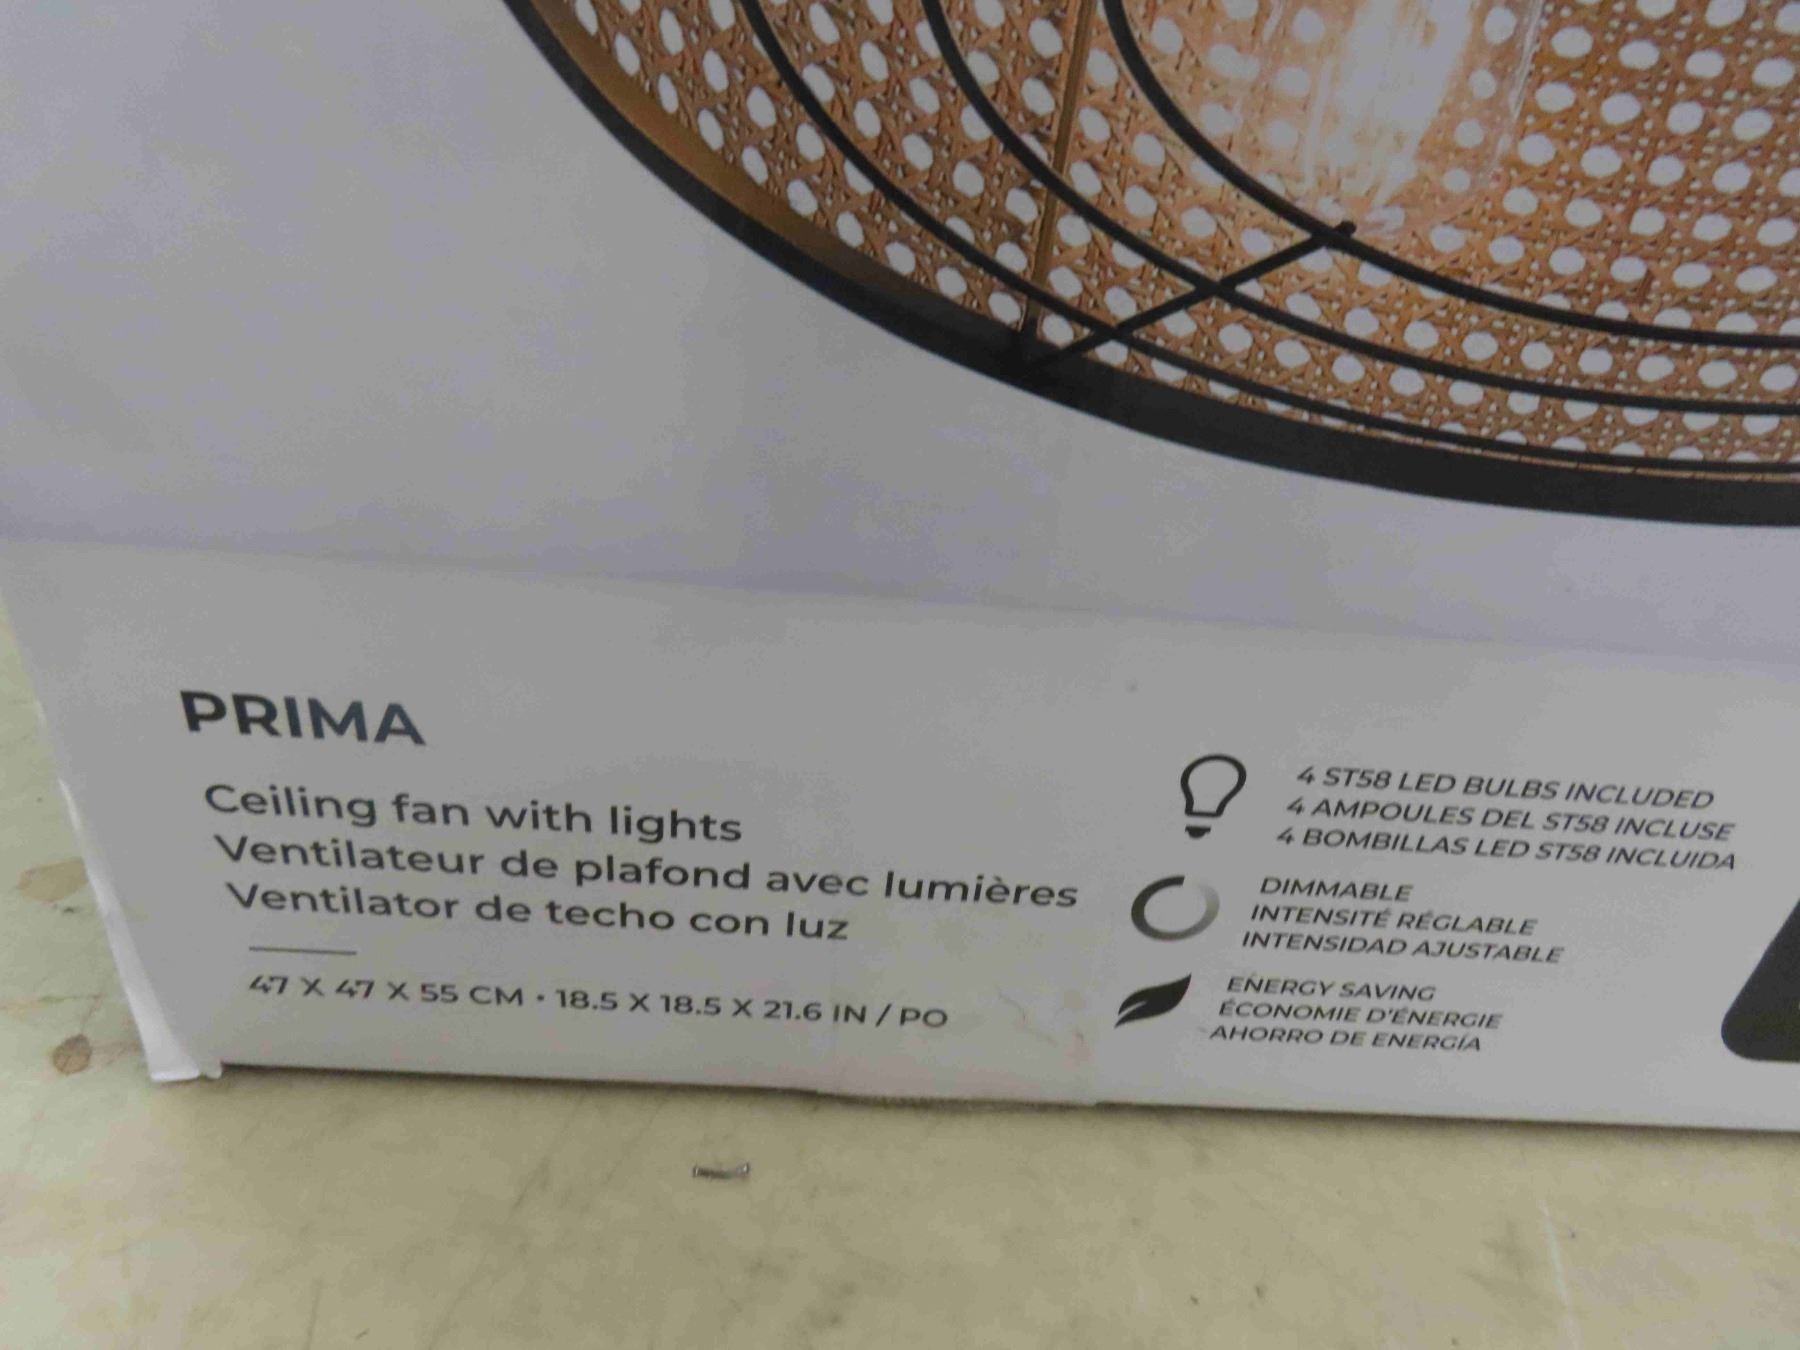 PRIMA
Ceiling fan with lights
Ventilateur de plafond avec lumières
Ventilator de techo con luz
47 X 47 X 55 CM • 18.5 X 18.5 X 21.6 IN / PO
4 ST58 LED BULBS INCLUDED
4 AMPOULES DEL ST58 INCLUSE
4 BOMBILLAS LED ST58 INCLUIDA
DIMMABLE
INTENSITÉ RÉGLABLE
INTENSIDAD AJUSTABLE
ENERGY SAVING
ÉCONOMIE D'ÉNERGIE
AHORRO DE ENERGÍA